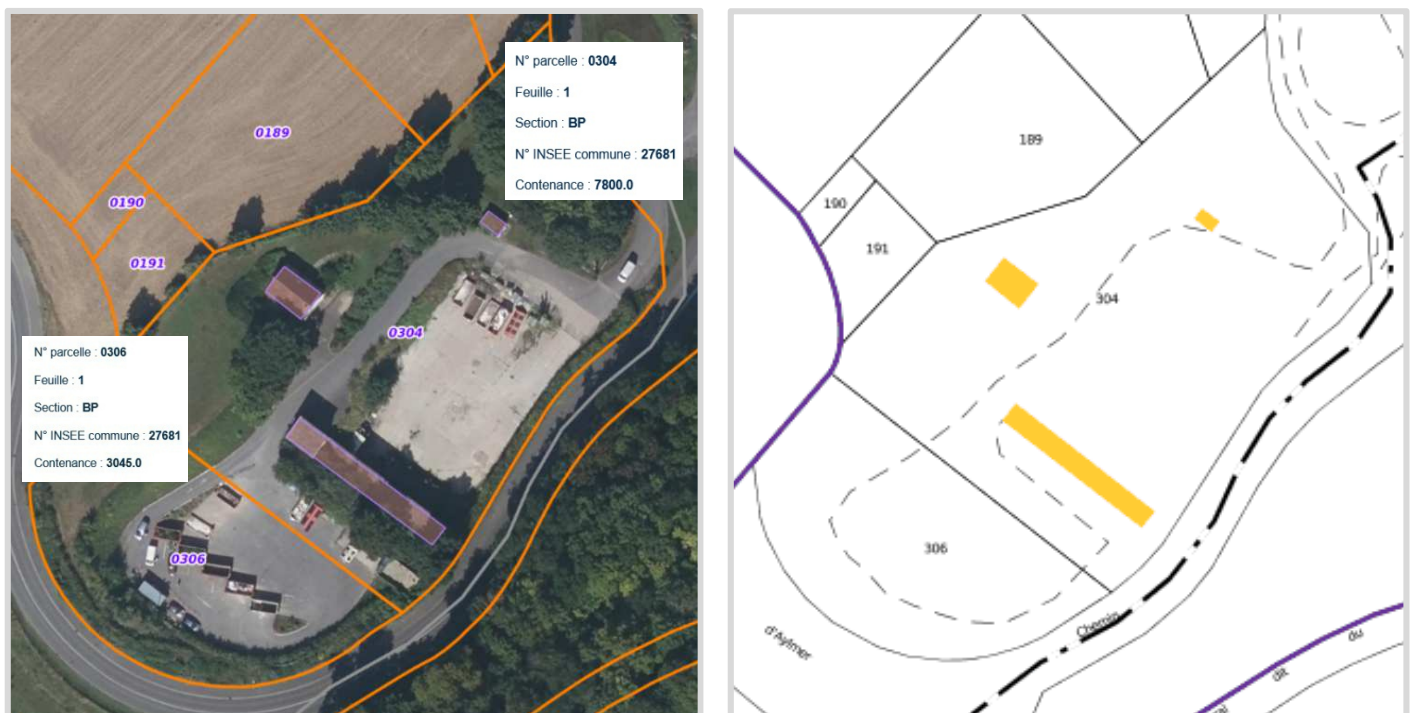 N° parcelle : 0304
Feuille : 1
Section : BP
N° INSEE commune : 27681
Contenance : 7800.0
0189
0190
0191
0304
N° parcelle : 0306
Feuille : 1
Section : BP
N° INSEE commune : 27681
Contenance : 3045.0
0306
189
190
191
304
306
d'Aylmer
Chemin
dit
du